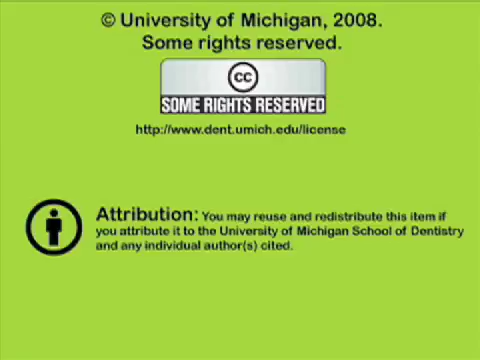 © University of Michigan, 2008.
Some rights reserved.
cc
SOME RIGHTS RESERVED
http://www.dent.umich.edu/license
Attribution: You may reuse and redistribute this item if
you attribute it to the University of Michigan School of Dentistry
and any individual author(s) cited.